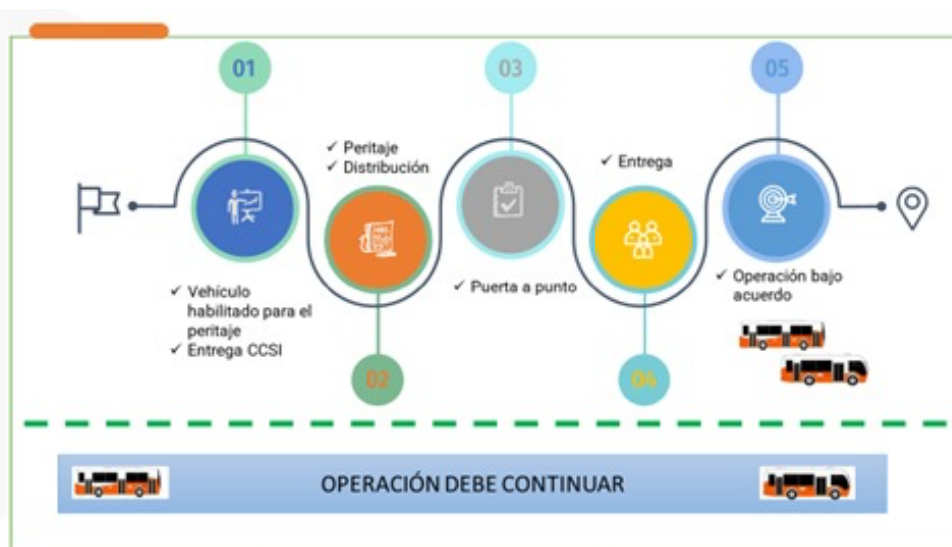 01
✓ Vehículo
habilitado para el
peritaje
✓ Entrega CCSI
✓ Peritaje
✓ Distribución
02
03
✓ Puerta a punto
✓ Entrega
04
05
✓ Operación bajo
acuerdo
OPERACIÓN DEBE CONTINUAR